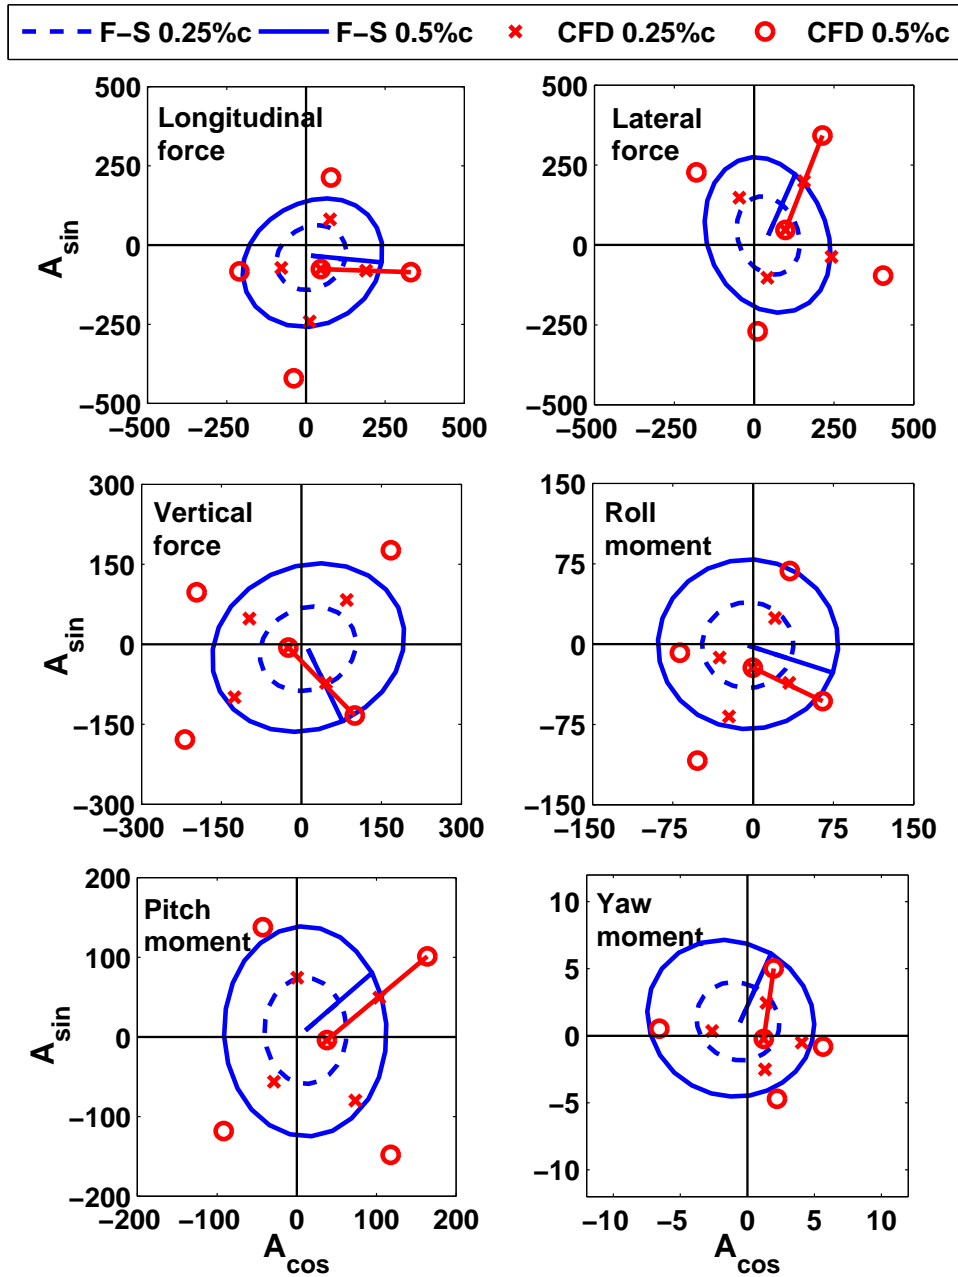 F−S 0.25%c F−S 0.5%c CFD 0.25%c CFD 0.5%c
Longitudinal
force
500
250
0
−250
−500
−500 −250 0 250 500
A_sin
Lateral
force
500
250
0
−250
−500
−500 −250 0 250 500
Vertical
force
300
150
0
−150
−300
−300 −150 0 150 300
A_sin
Roll
moment
150
75
0
−75
−150
−150 −75 0 75 150
Pitch
moment
200
100
0
−100
−200
−200 −100 0 100 200
A_sin
A_cos
Yaw
moment
10
5
0
−5
−10
−10 −5 0 5 10
A_cos